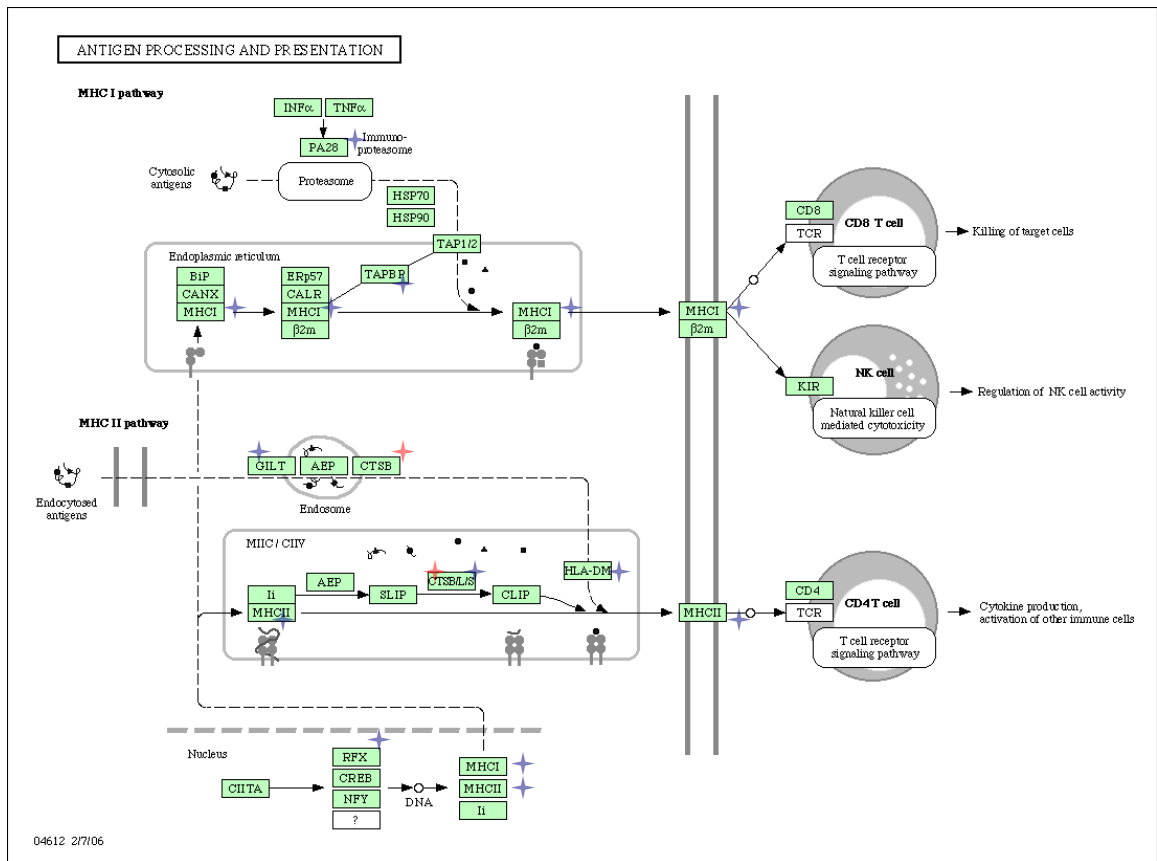 ANTIGEN PROCESSING AND PRESENTATION
MHC I pathway
INFα
TNFα
PA28
Immuno-
proteasome
Cytosolic
antigens
Proteasome
HSP70
HSP90
TAP1/2
Endoplasmic reticulum
BiP
CANX
MHCI
ERp57
CALR
MHCI
β2m
TAPBP
MHCI
β2m
MHCI
β2m
CD8
TCR
CD8 T cell
T cell receptor
signaling pathway
Killing of target cells
KIR
NK cell
Natural killer cell
mediated cytotoxicity
Regulation of NK cell activity
MHC II pathway
Endocytosed
antigens
GILT
AEP
CTSB
Endosome
MIIC / CIIV
Ii
MHCII
AEP
SLIP
CTSB/L/S
CLIP
HLA-DM
MHCII
CD4
TCR
CD4 T cell
T cell receptor
signaling pathway
Cytokine production,
activation of other immune cells
Nucleus
CIITA
RFX
CREB
NFY
?
DNA
MHCI
MHCII
Ii
04612 2/7/06